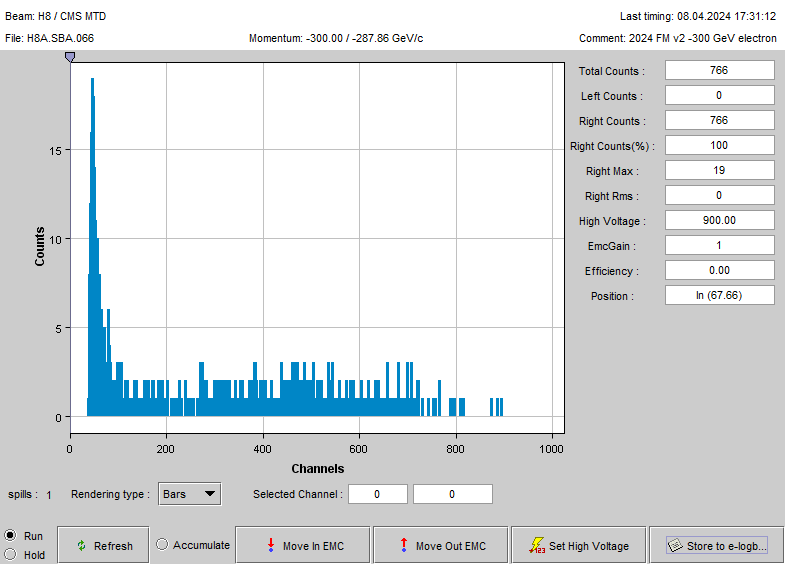 Beam: H8 / CMS MTD Last timing: 08.04.2024 17:31:12
File: H8A.SBA.066 Momentum: -300.00 / -287.86 GeV/c Comment: 2024 FM v2 -300 GeV electron
Total Counts : 766
Left Counts : 0
Right Counts : 766
Right Counts(%) : 100
Right Max : 19
Right Rms : 0
High Voltage : 900.00
EmcGain : 1
Efficiency : 0.00
Position : In (67.66)
Counts
15
10
5
0
0 200 400 600 800 1000
Channels
spills : 1 Rendering type : Bars Selected Channel : 0 0
Run
Hold
Refresh
Accumulate
Move In EMC
Move Out EMC
123
Set High Voltage
Store to e-logb...